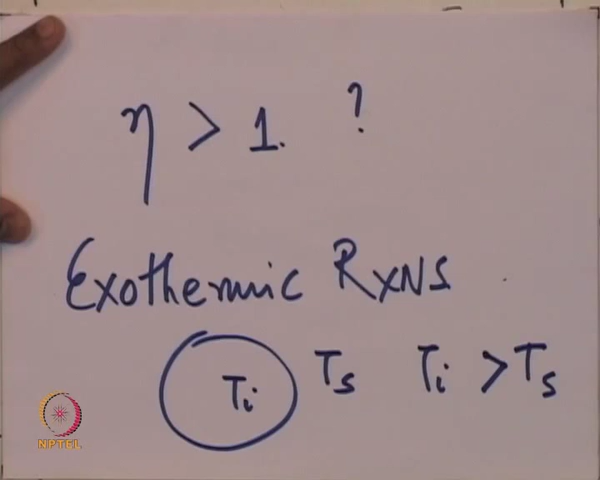 η > 1. ?
Exothermic RXNS
Ti Ts Ti > Ts
NPTEL